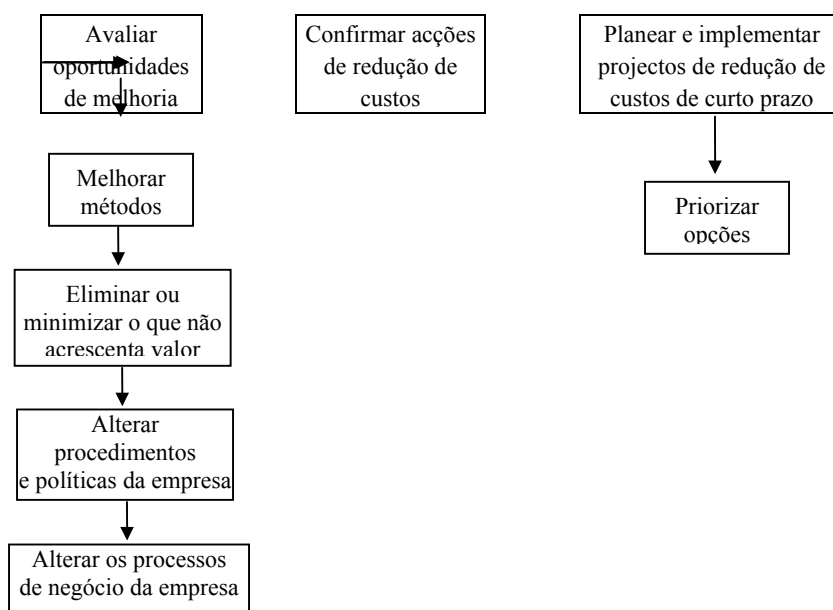 Avaliar
oportunidades
de melhoria
Confirmar acções
de redução de
custos
Planear e implementar
projectos de redução de
custos de curto prazo
Melhorar
métodos
Priorizar
opções
Eliminar ou
minimizar o que não
acrescenta valor
Alterar
procedimentos
e políticas da empresa
Alterar os processos
de negócio da empresa